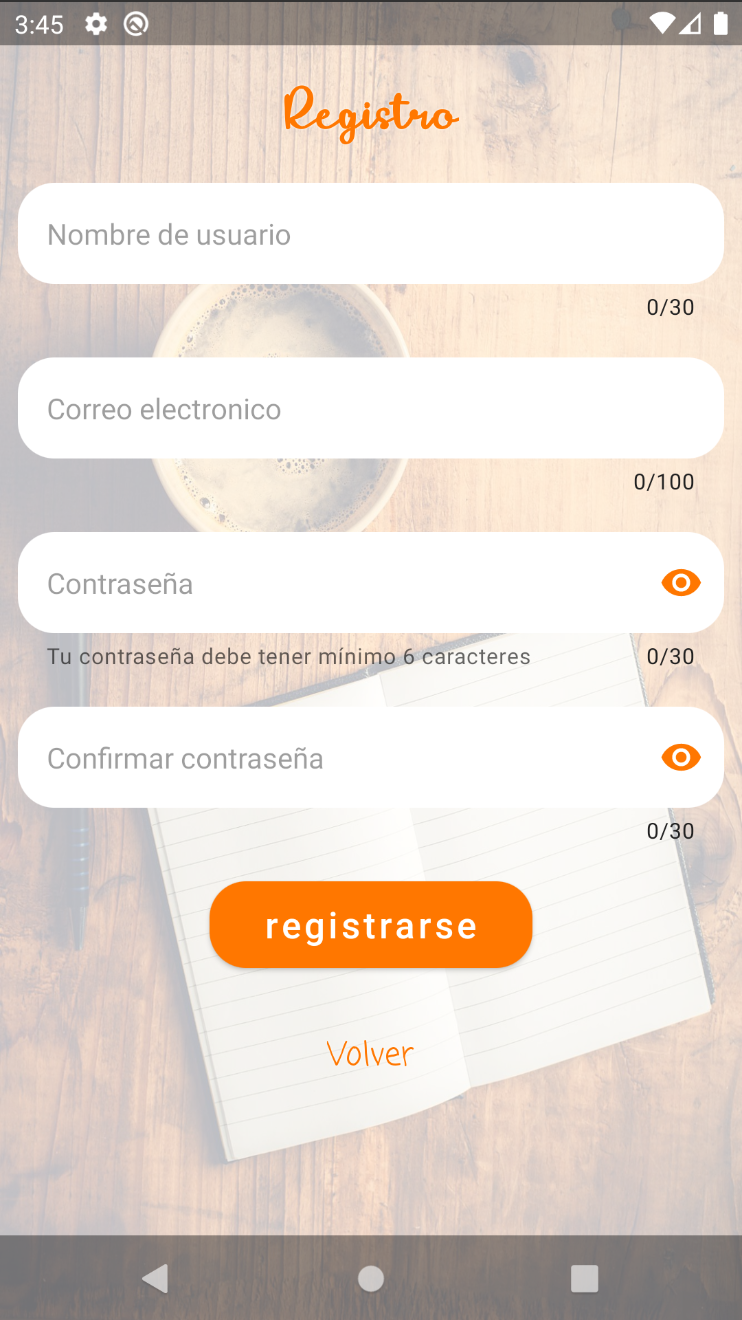 3:45
Registro
Nombre de usuario
0/30
Correo electronico
0/100
Contraseña
Tu contraseña debe tener mínimo 6 caracteres 0/30
Confirmar contraseña
0/30
registrarse
Volver